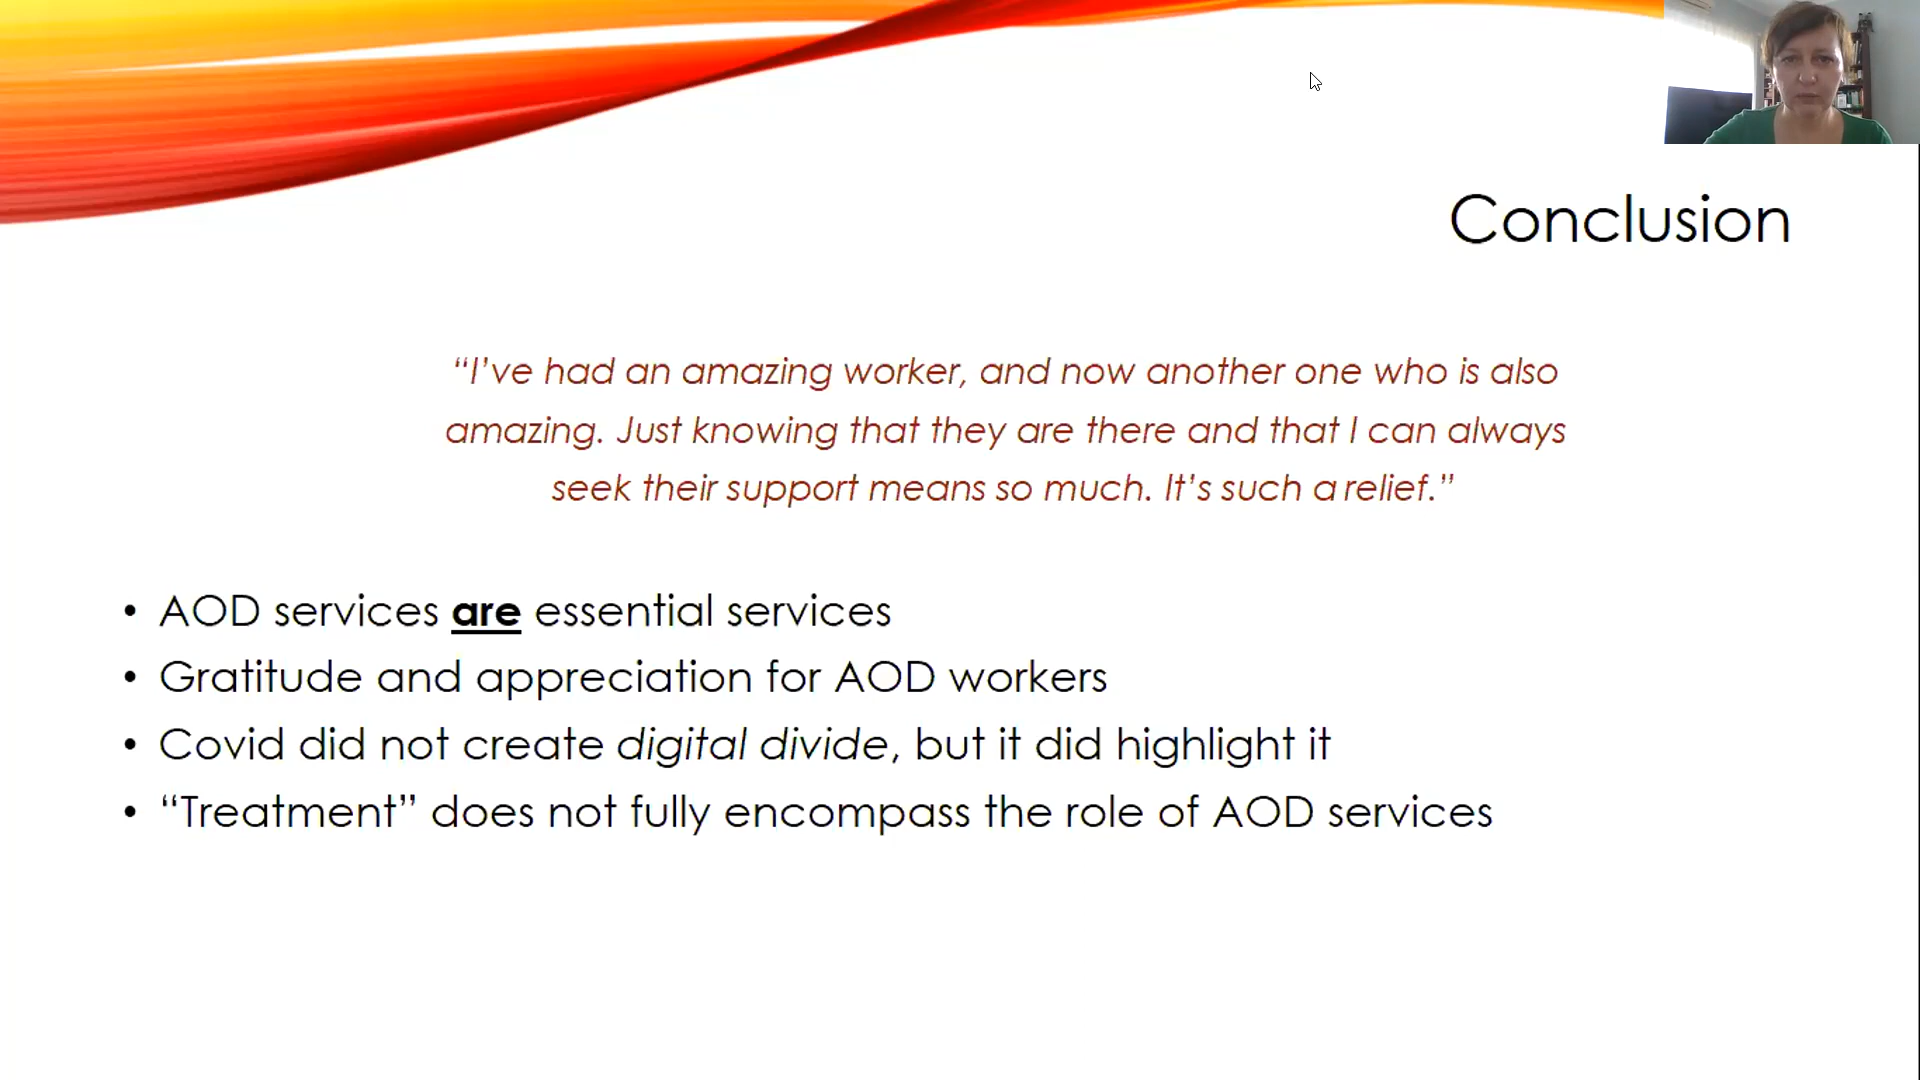 Conclusion
“I’ve had an amazing worker, and now another one who is also
amazing. Just knowing that they are there and that I can always
seek their support means so much. It’s such a relief.”
• AOD services are essential services
• Gratitude and appreciation for AOD workers
• Covid did not create digital divide, but it did highlight it
• “Treatment” does not fully encompass the role of AOD services